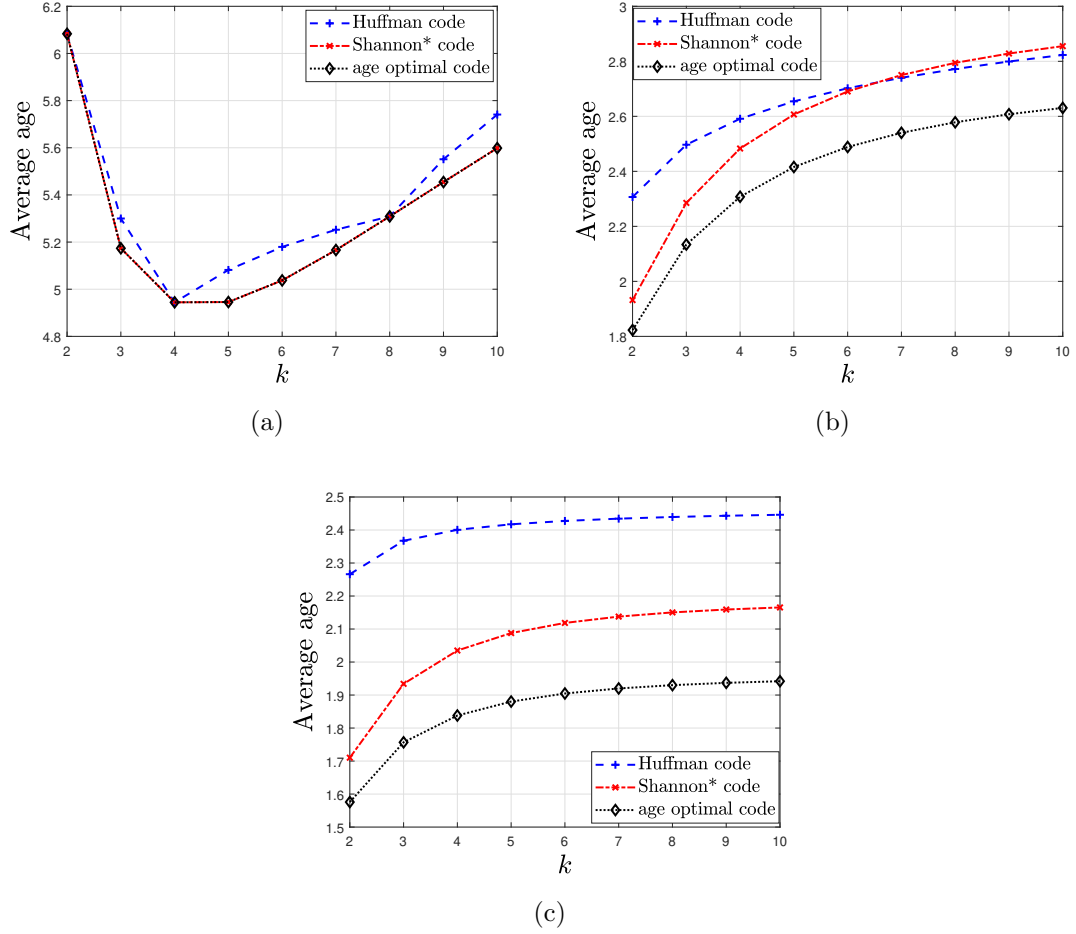 6.2
6
5.8
5.6
5.4
5.2
5
4.8
Average age
Huffman code
Shannon* code
age optimal code
2 3 4 5 6 7 8 9 10
k
(a)
3
2.8
2.6
2.4
2.2
2
1.8
Average age
Huffman code
Shannon* code
age optimal code
2 3 4 5 6 7 8 9 10
k
(b)
2.5
2.4
2.3
2.2
2.1
2
1.9
1.8
1.7
1.6
1.5
Average age
Huffman code
Shannon* code
age optimal code
2 3 4 5 6 7 8 9 10
k
(c)